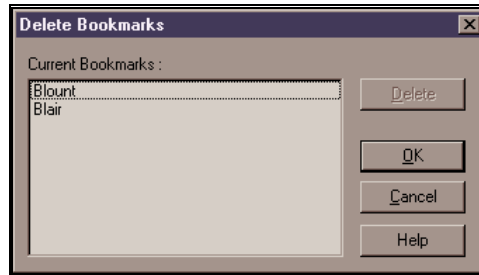 Delete Bookmarks
Current Bookmarks :
Blount
Blair
Delete
OK
Cancel
Help